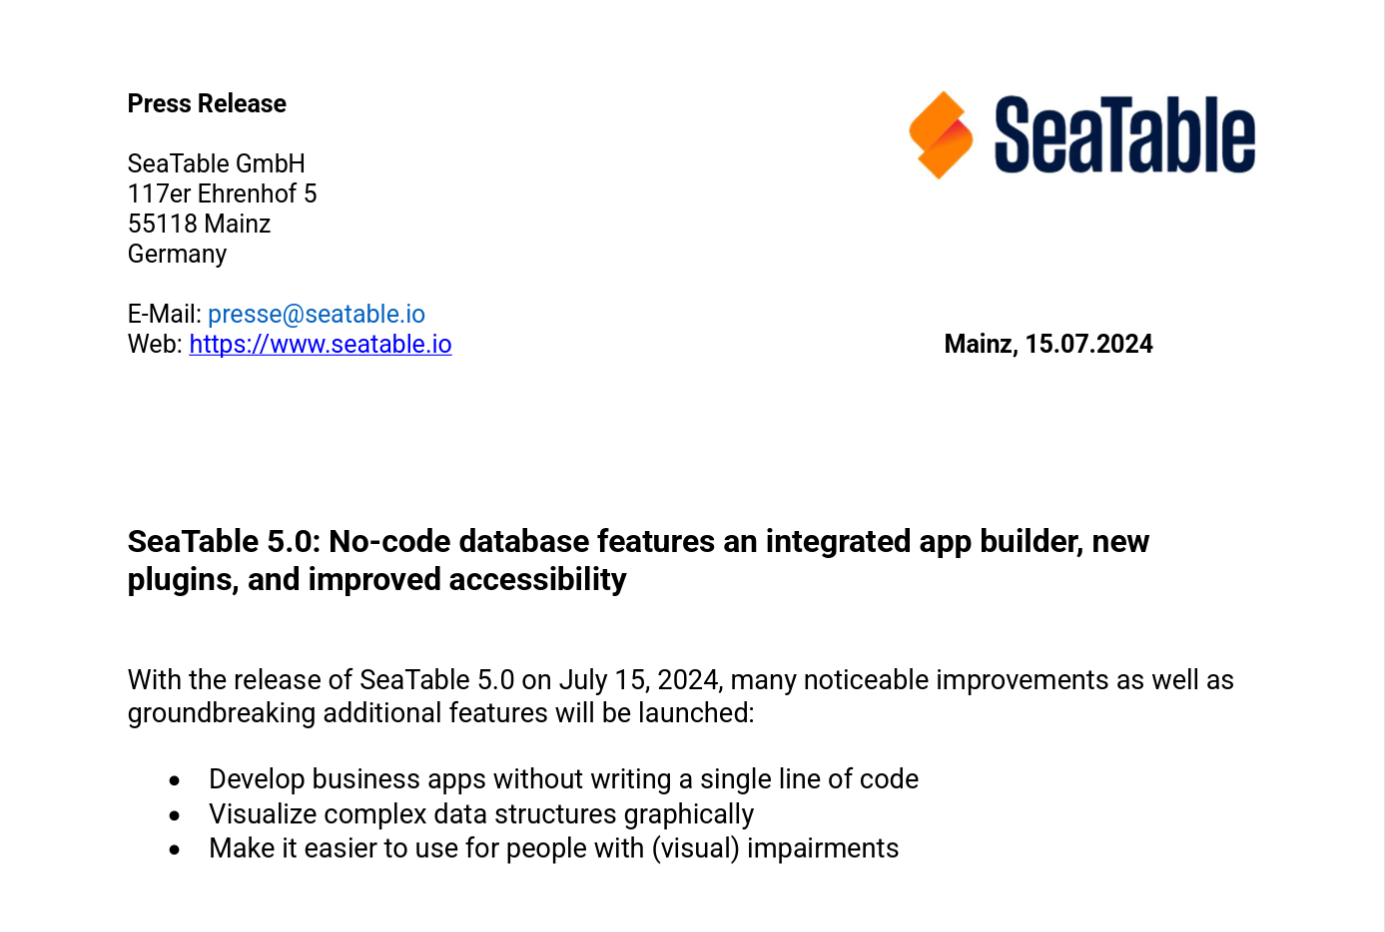 Press Release
SeaTable
SeaTable GmbH
117er Ehrenhof 5
55118 Mainz
Germany
E-Mail: presse@seatable.io
Web: https://www.seatable.io
Mainz, 15.07.2024
SeaTable 5.0: No-code database features an integrated app builder, new
plugins, and improved accessibility
With the release of SeaTable 5.0 on July 15, 2024, many noticeable improvements as well as
groundbreaking additional features will be launched:
• Develop business apps without writing a single line of code
• Visualize complex data structures graphically
• Make it easier to use for people with (visual) impairments